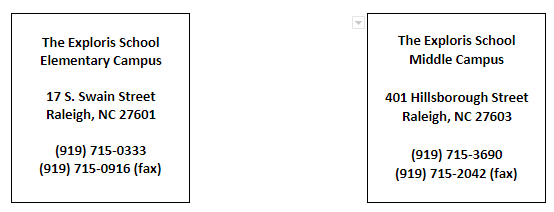 The Exploris School
Elementary Campus
17 S. Swain Street
Raleigh, NC 27601
(919) 715-0333
(919) 715-0916 (fax)
The Exploris School
Middle Campus
401 Hillsborough Street
Raleigh, NC 27603
(919) 715-3690
(919) 715-2042 (fax)